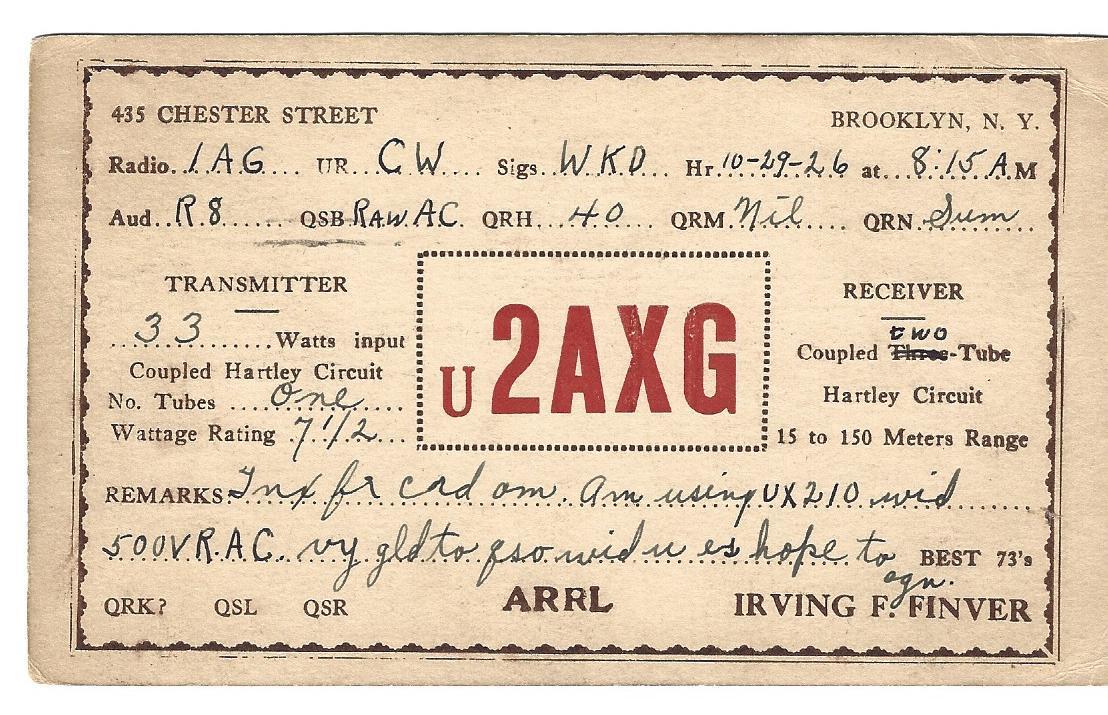 435 CHESTER STREET BROOKLYN, N. Y.
Radio 1AG UR CW Sigs WKD Hr 10-29-26 at 8:15 A.M
Aud R8 QSB Raw AC QRH 40 QRM Nil QRN Sum
TRANSMITTER
33 Watts input
Coupled Hartley Circuit
No. Tubes One
Wattage Rating 7 1/2
U 2AXG
RECEIVER
two
Coupled Three-Tube
Hartley Circuit
15 to 150 Meters Range
REMARKS: Tnx fr crd om. Am using UX210 wid
500V R.A.C. vy gld to qso wid u es hope to agn. BEST 73's
QRK? QSL QSR ARRL IRVING F. FINVER